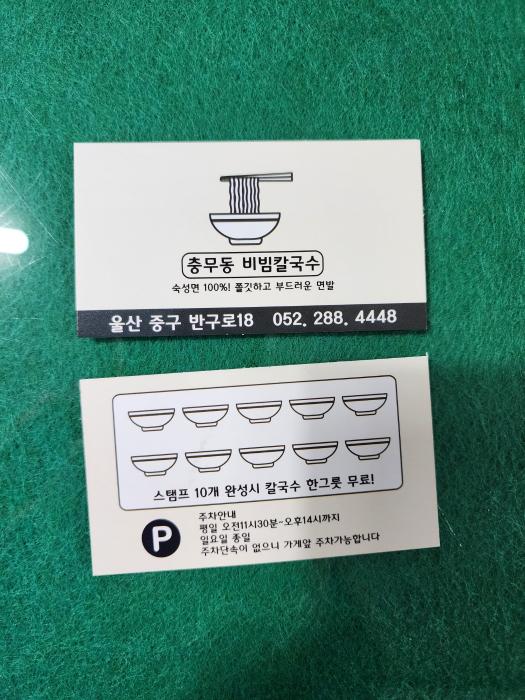 충무동 비빔칼국수
숙성면 100%! 쫄깃하고 부드러운 면발
울산 중구 반구로18 052. 288. 4448
스탬프 10개 완성시 칼국수 한그릇 무료!
P
주차안내
평일 오전11시30분~오후14시까지
일요일 종일
주차단속이 없으니 가게앞 주차가능합니다